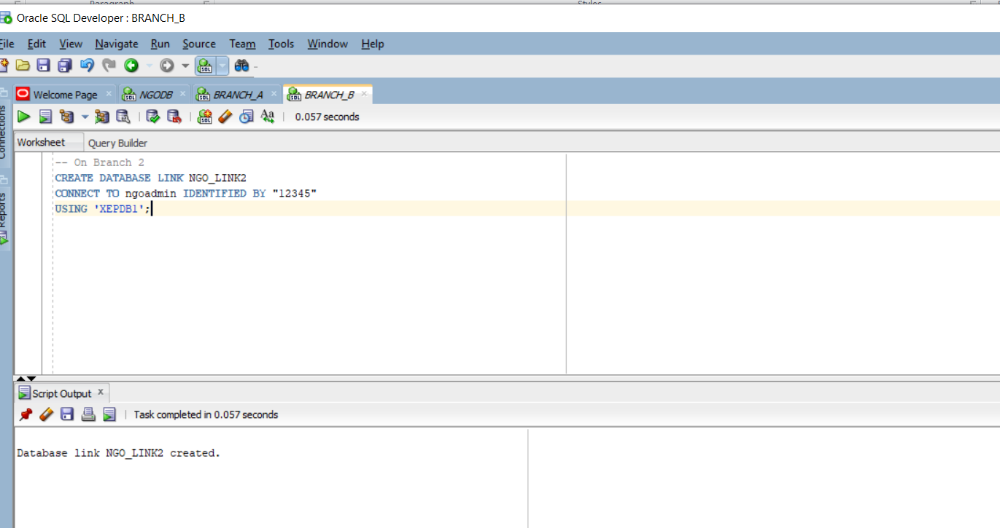 Paragraph
Styles
Oracle SQL Developer : BRANCH_B
File Edit View Navigate Run Source Team Tools Window Help
Welcome Page NGODB BRANCH_A BRANCH_B
0.057 seconds
Connections
Reports
Worksheet Query Builder
-- On Branch 2
CREATE DATABASE LINK NGO_LINK2
CONNECT TO ngoadmin IDENTIFIED BY "12345"
USING 'XEPDB1';
Script Output
Task completed in 0.057 seconds
Database link NGO_LINK2 created.